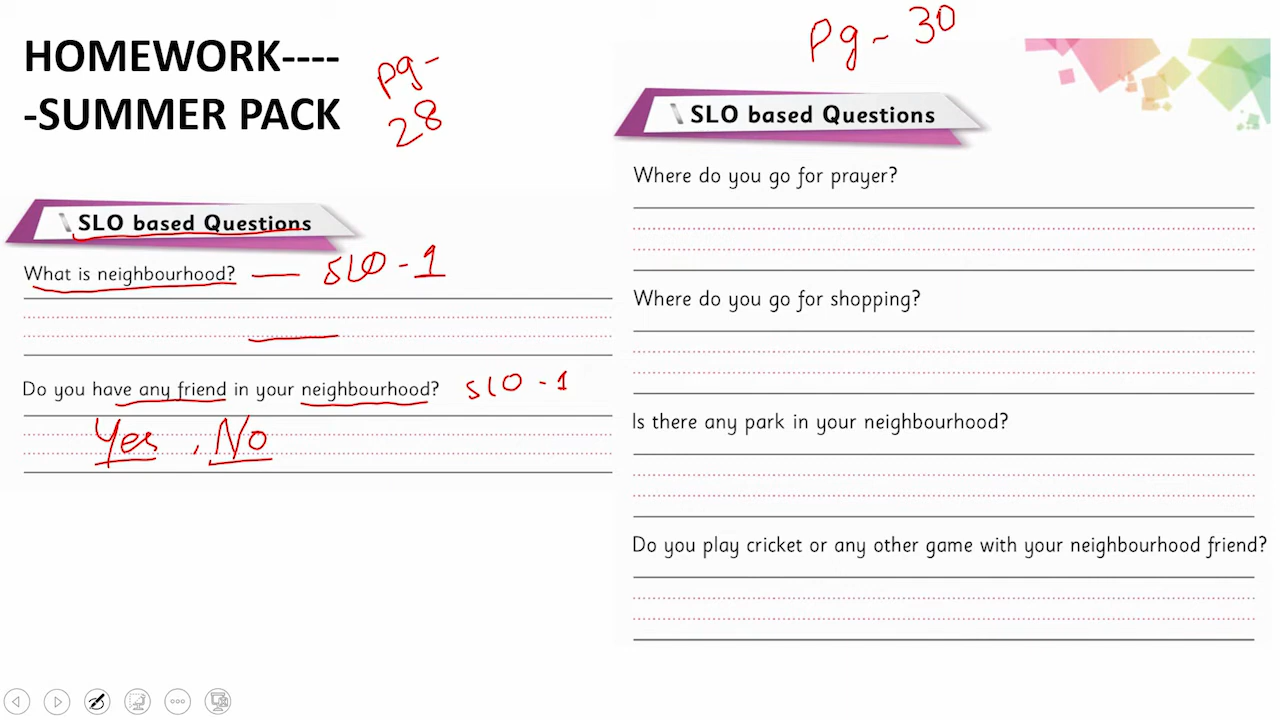 HOMEWORK----
-SUMMER PACK
pg-
28
SLO based Questions
What is neighbourhood? — SLO - 1
Do you have any friend in your neighbourhood? SLO - 1
Yes , No
Pg - 30
SLO based Questions
Where do you go for prayer?
Where do you go for shopping?
Is there any park in your neighbourhood?
Do you play cricket or any other game with your neighbourhood friend?